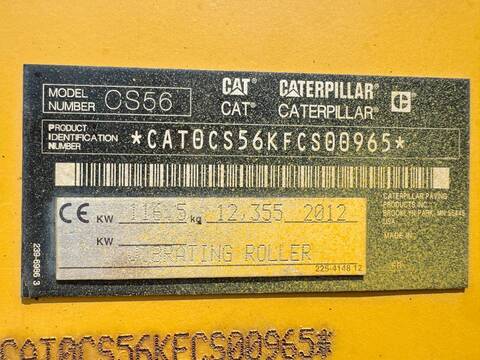 MODEL NUMBER CS56 CAT CATERPILLAR
CAT® CATERPILLAR® C
PRODUCT IDENTIFICATION NUMBER *CAT0CS56KFCS00965*
CE KW 116.5 kg 12,355 2012
KW
VIBRATING ROLLER
225-4148 12
CATERPILLAR PAVING
PRODUCTS INC.
BROOKLYN PARK, MN 55445
MADE IN
239-6986 3
*CAT0CS56KFCS00965*